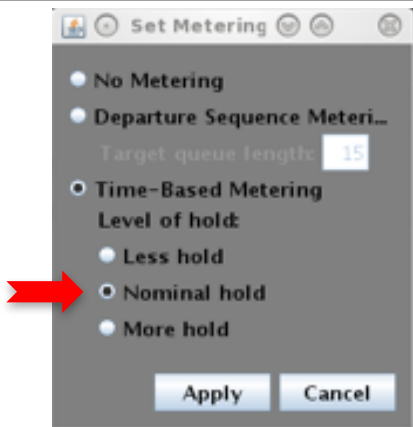 Set Metering
No Metering
Departure Sequence Meteri...
Target queue length: 15
Time-Based Metering
Level of hold:
Less hold
Nominal hold
More hold
Apply Cancel